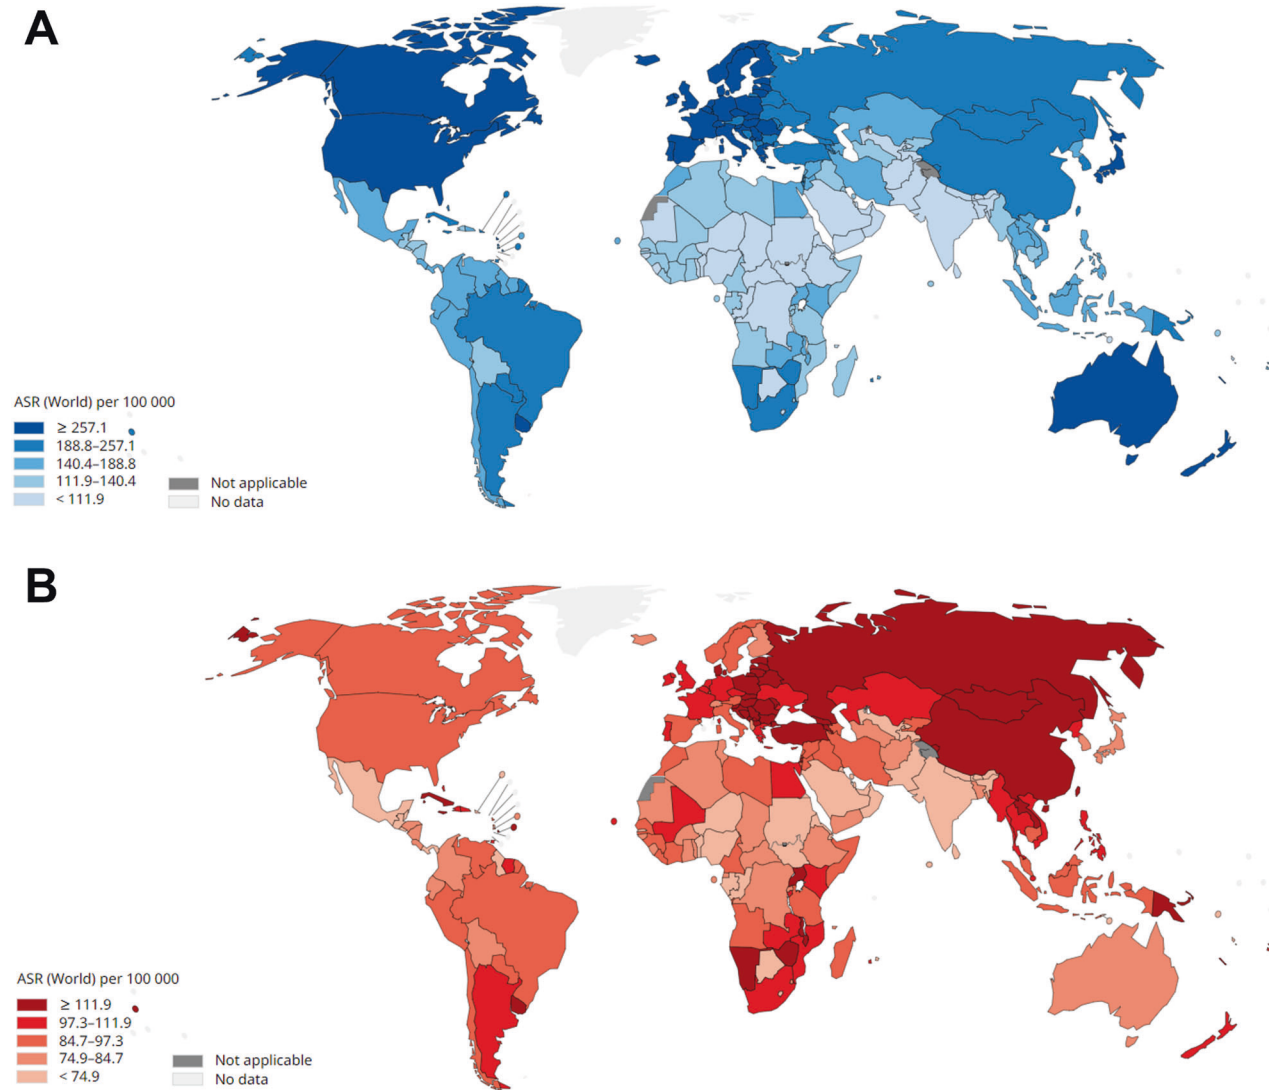 A
ASR (World) per 100 000
≥ 257.1
188.8–257.1
140.4–188.8
111.9–140.4
< 111.9
Not applicable
No data
B
ASR (World) per 100 000
≥ 111.9
97.3–111.9
84.7–97.3
74.9–84.7
< 74.9
Not applicable
No data